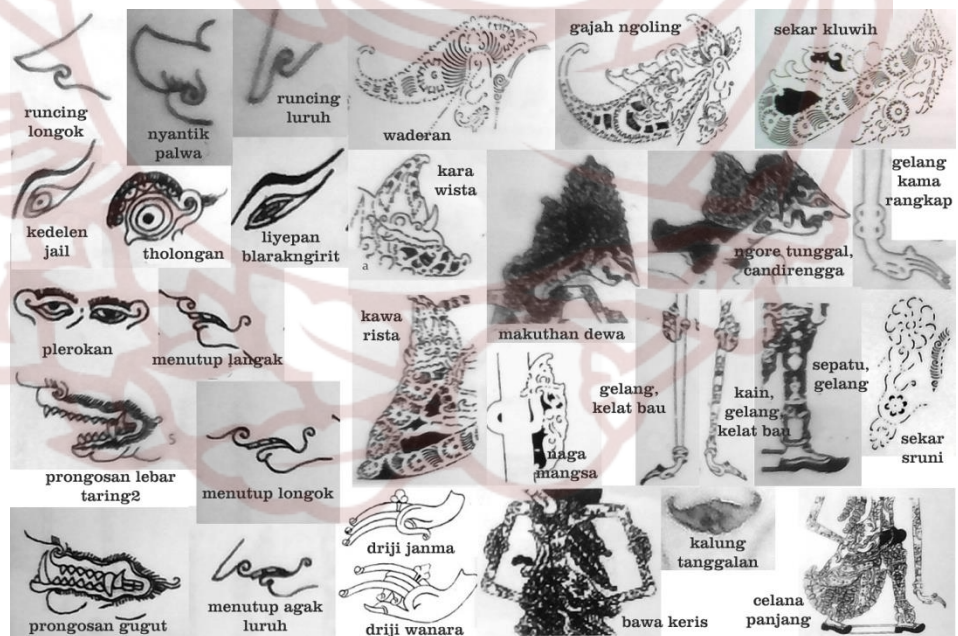 runcing
longok
nyantik
palwa
runcing
luruh
waderan
gajah ngoling
sekar kluwih
kedelen
jail
tholongan
liyepan
blarakngirit
kara
wista
a
makuthan dewa
ngore tunggal,
candirengga
gelang
kama
rangkap
plerokan
menutup langak
kawa
rista
prongosan lebar
taring2
5
menutup longok
naga
mangsa
gelang,
kelat bau
kain,
gelang,
kelat bau
sepatu,
gelang
sekar
sruni
prongosan gugut
menutup agak
luruh
driji janma
driji wanara
bawa keris
kalung
tanggalan
celana
panjang